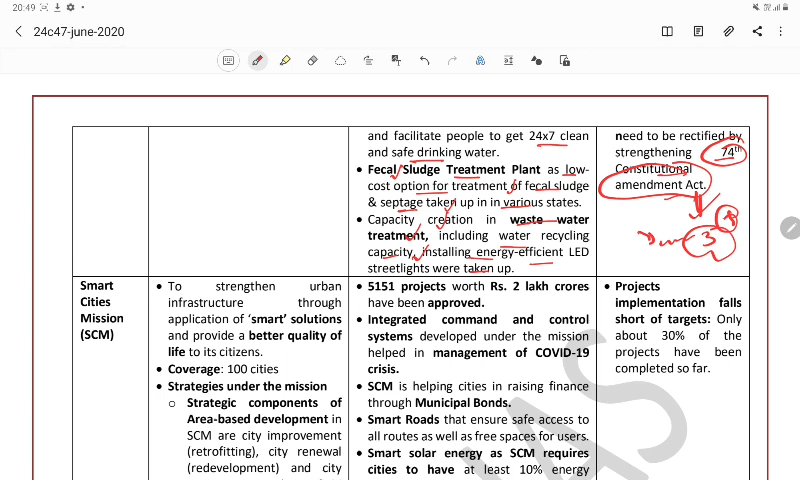 20:49
24c47-june-2020
and facilitate people to get 24x7 clean
and safe drinking water.
• Fecal Sludge Treatment Plant as low-
cost option for treatment of fecal sludge
& septage taken up in in various states.
• Capacity creation in waste water
treatment, including water recycling
capacity, installing energy-efficient LED
streetlights were taken up.
need to be rectified by
strengthening 74th
Constitutional
amendment Act.
3
Smart
Cities
Mission
(SCM)
• To strengthen urban
infrastructure through
application of ‘smart’ solutions
and provide a better quality of
life to its citizens.
• Coverage: 100 cities
• Strategies under the mission
o Strategic components of
Area-based development in
SCM are city improvement
(retrofitting), city renewal
(redevelopment) and city
• 5151 projects worth Rs. 2 lakh crores
have been approved.
• Integrated command and control
systems developed under the mission
helped in management of COVID-19
crisis.
• SCM is helping cities in raising finance
through Municipal Bonds.
• Smart Roads that ensure safe access to
all routes as well as free spaces for users.
• Smart solar energy as SCM requires
cities to have at least 10% energy
• Projects
implementation falls
short of targets: Only
about 30% of the
projects have been
completed so far.
IAS